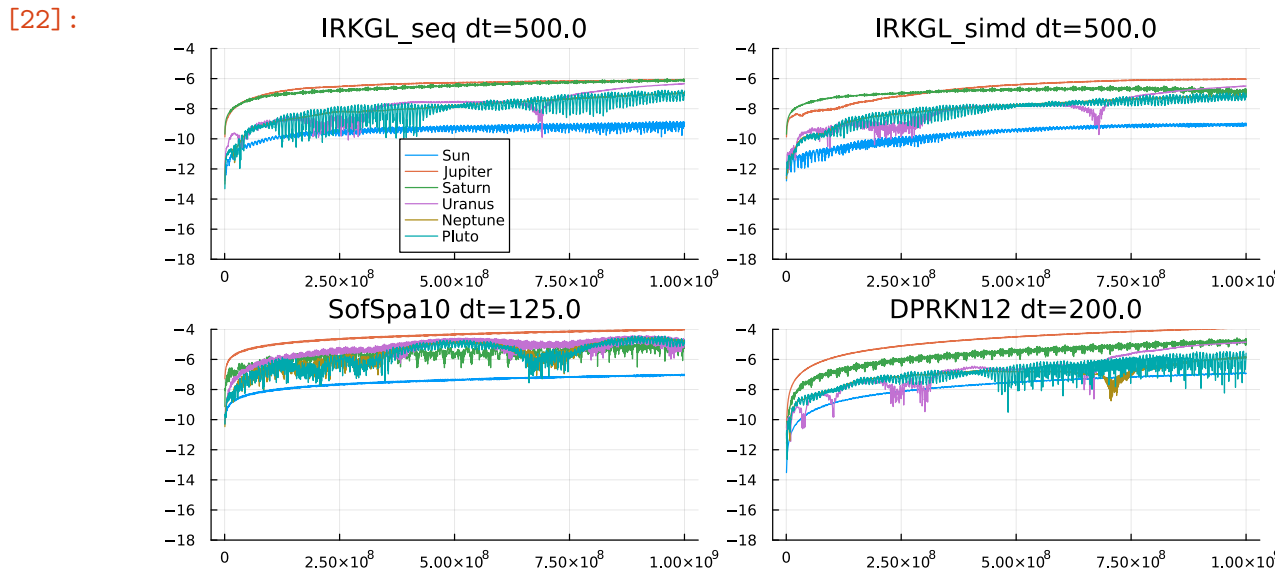 [22]:
IRKGL_seq dt=500.0
−4
−6
−8
−10
−12
−14
−16
−18
Sun
Jupiter
Saturn
Uranus
Neptune
Pluto
0 2.50×10⁸ 5.00×10⁸ 7.50×10⁸ 1.00×10⁹
IRKGL_simd dt=500.0
−4
−6
−8
−10
−12
−14
−16
−18
0 2.50×10⁸ 5.00×10⁸ 7.50×10⁸ 1.00×10⁹
SofSpa10 dt=125.0
−4
−6
−8
−10
−12
−14
−16
−18
0 2.50×10⁸ 5.00×10⁸ 7.50×10⁸ 1.00×10⁹
DPRKN12 dt=200.0
−4
−6
−8
−10
−12
−14
−16
−18
0 2.50×10⁸ 5.00×10⁸ 7.50×10⁸ 1.00×10⁹